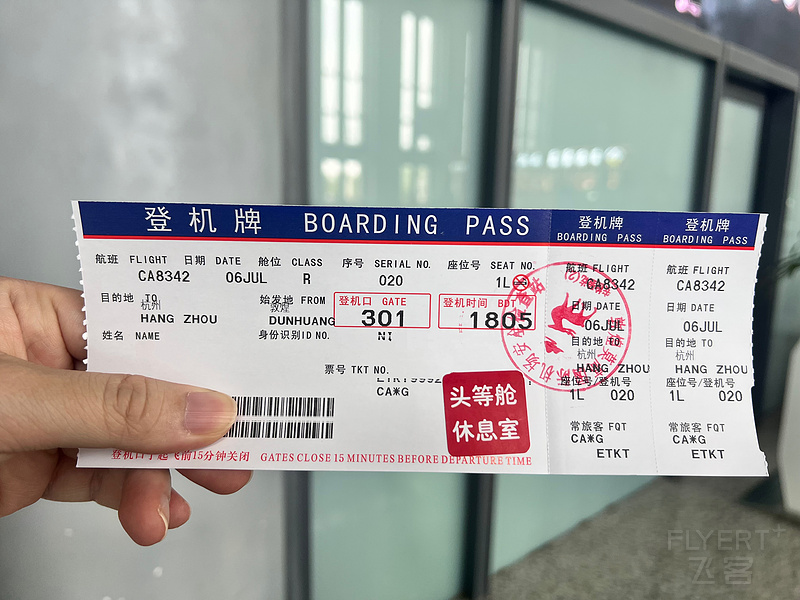 登机牌 BOARDING PASS
航班 FLIGHT 日期 DATE 舱位 CLASS 序号 SERIAL NO. 座位号 SEAT NO.
CA8342 06JUL R 020 1L
目的地 TO 始发地 FROM 登机口 GATE 登机时间 BDT
杭州 敦煌
HANG ZHOU DUNHUANG 301 1805
姓名 NAME 身份识别ID NO. NI
票号 TKT NO.
CA*G
头等舱
休息室
分钟关闭 GATES CLOSE 15 MINUTES BEFORE DEPARTURE TIME
登机牌
BOARDING PASS
航班 FLIGHT
CA8342
日期 DATE
06JUL
目的地 TO
杭州
HANG ZHOU
座位号/登机号
1L 020
常旅客 FQT
CA*G
ETKT
登机牌
BOARDING PASS
航班 FLIGHT
CA8342
日期 DATE
06JUL
目的地 TO
杭州
HANG ZHOU
座位号/登机号
1L 020
常旅客 FQT
CA*G
ETKT
FLYERT+
飞客